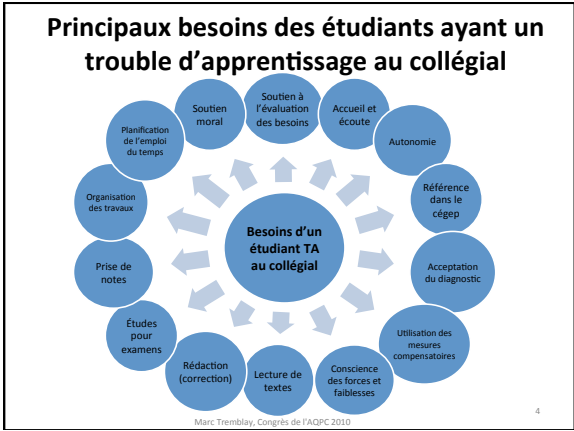 Principaux besoins des étudiants ayant un
trouble d'apprentissage au collégial
Soutien à
l'évaluation
des besoins
Accueil et
écoute
Autonomie
Référence
dans le
cégep
Acceptation
du diagnostic
Utilisation des
mesures
compensatoires
Conscience
des forces et
faiblesses
Lecture de
textes
Rédaction
(correction)
Études
pour
examens
Prise de
notes
Organisation
des travaux
Planification
de l'emploi
du temps
Soutien
moral
Besoins d'un
étudiant TA
au collégial
Marc Tremblay, Congrès de l'AQPC 2010
4